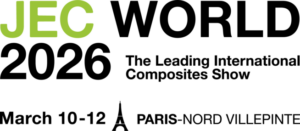 JEC WORLD
2026 The Leading International
Composites Show
March 10-12 PARIS-NORD VILLEPINTE